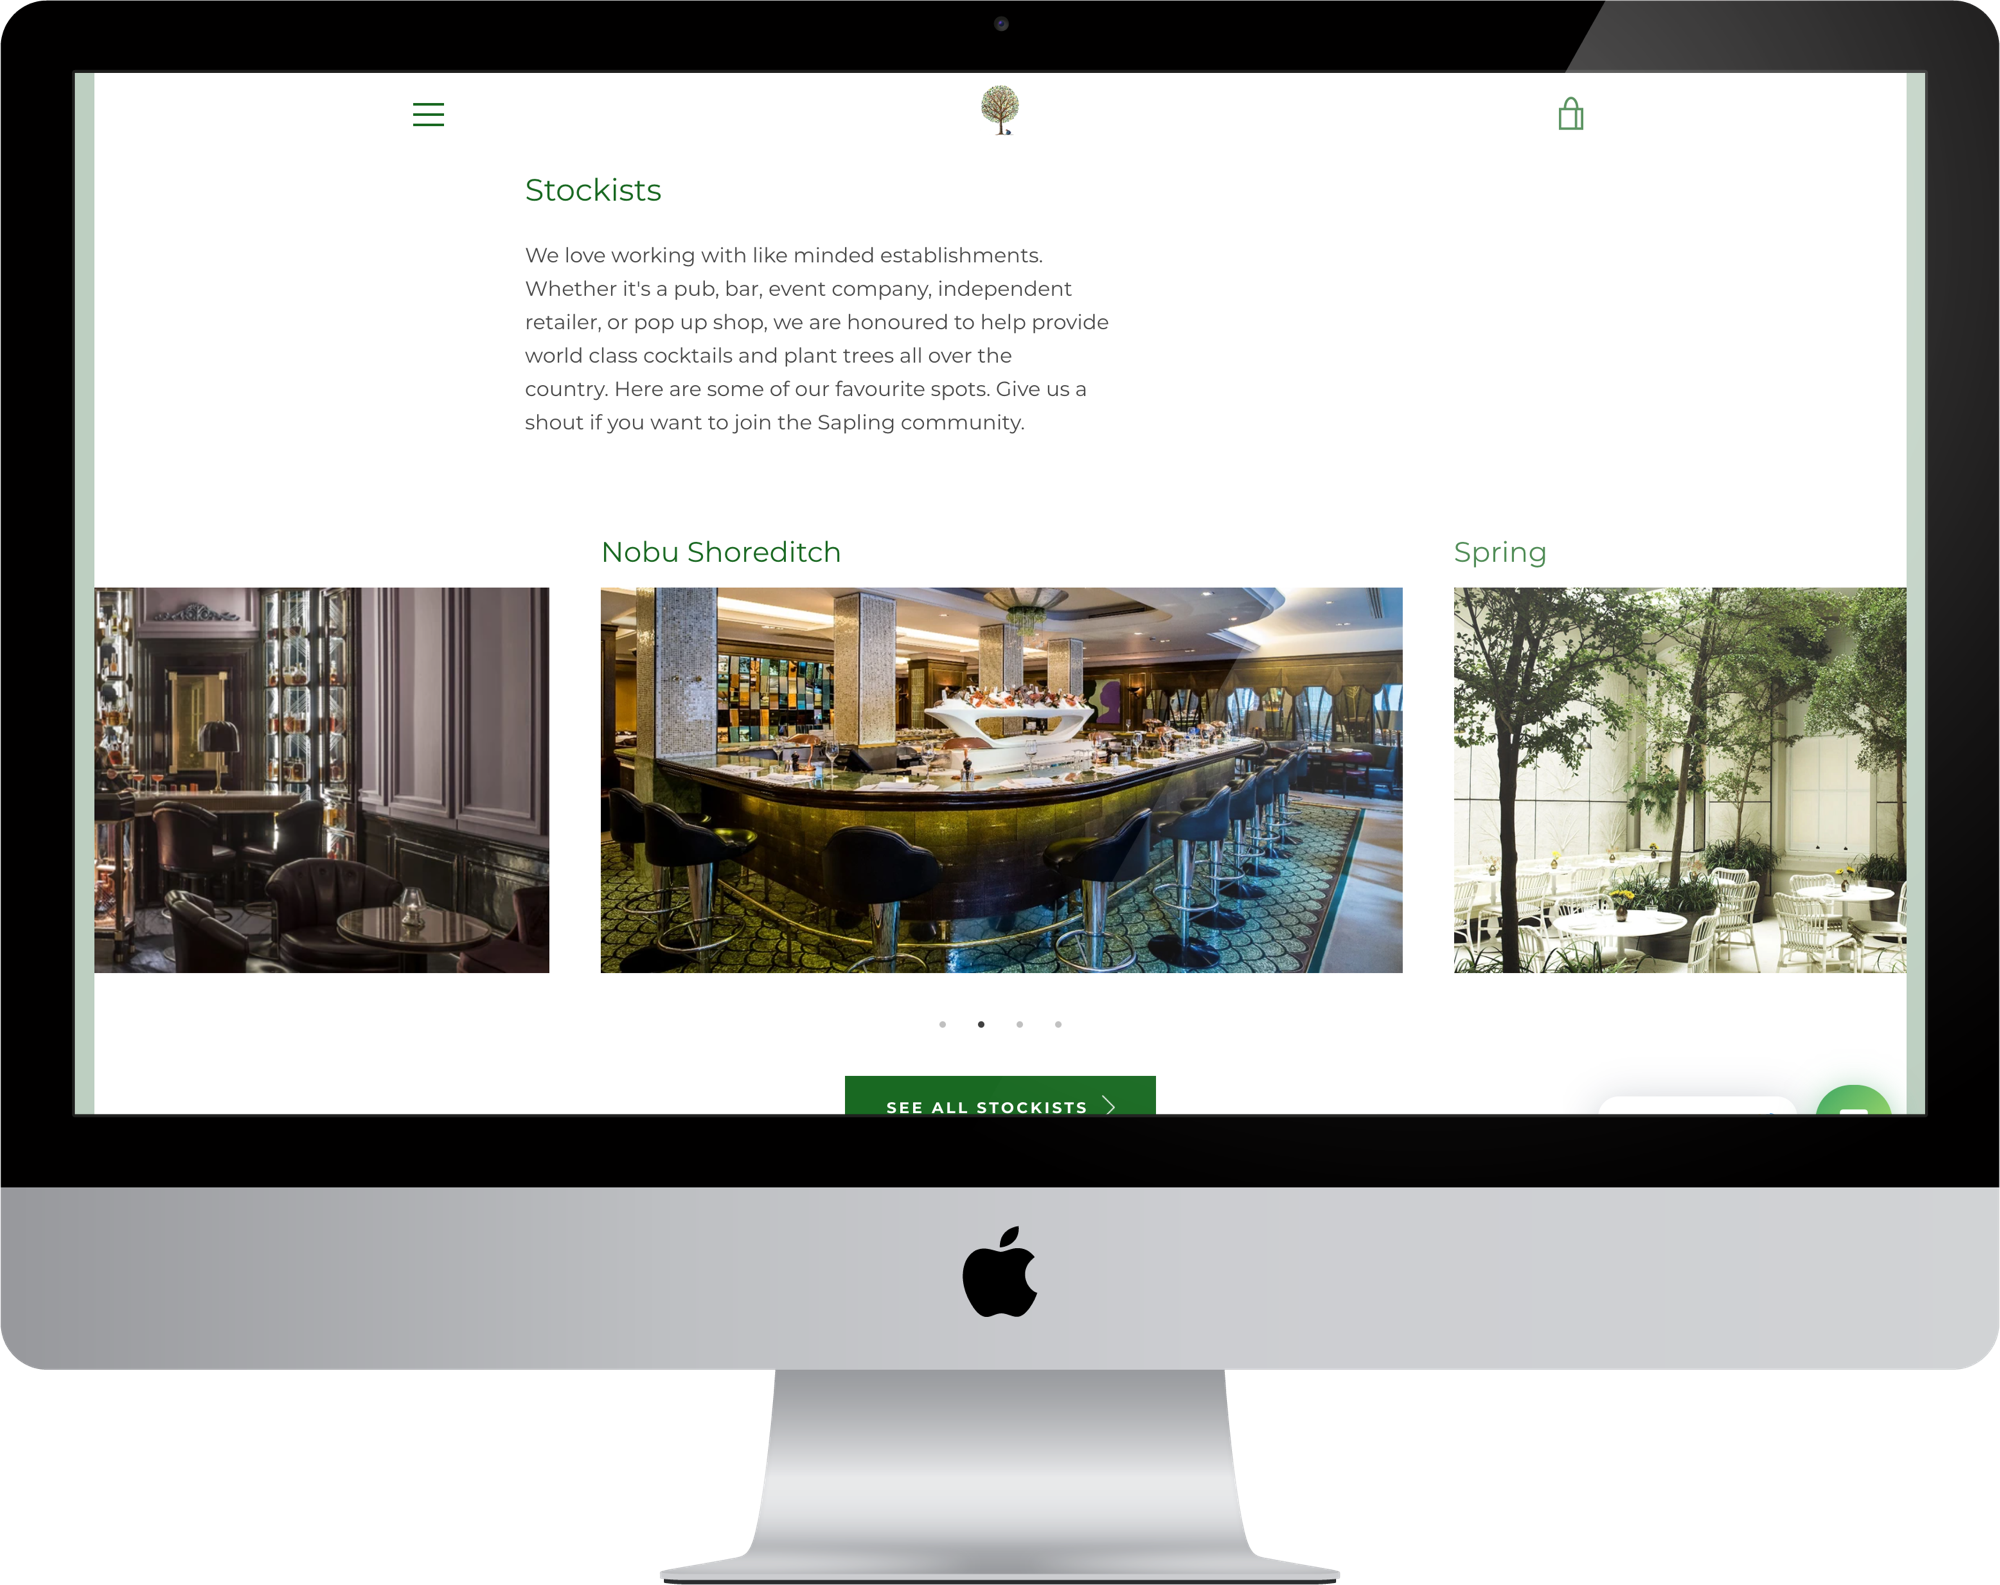 Stockists
We love working with like minded establishments.
Whether it's a pub, bar, event company, independent
retailer, or pop up shop, we are honoured to help provide
world class cocktails and plant trees all over the
country. Here are some of our favourite spots. Give us a
shout if you want to join the Sapling community.
Nobu Shoreditch
Spring
SEE ALL STOCKISTS